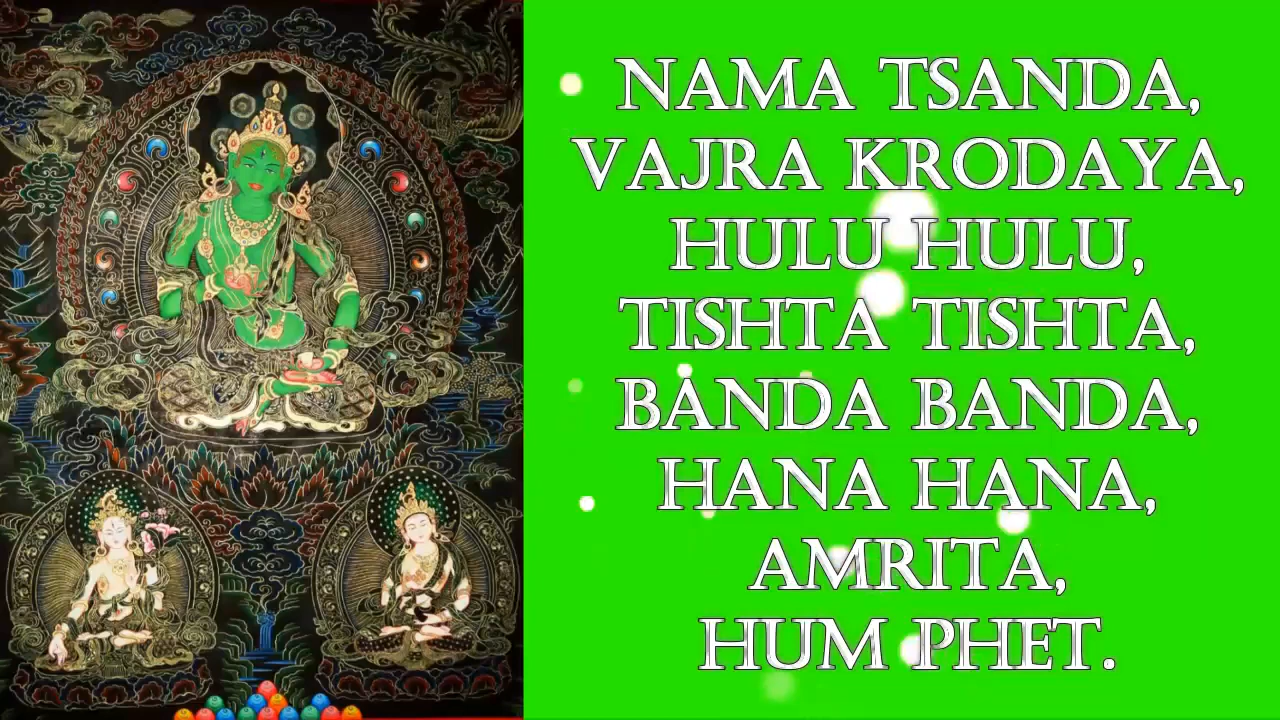 NAMA TSANDA,
VAJRA KRODAYA,
HULU HULU,
TISHTA TISHTA,
BANDA BANDA,
HANA HANA,
AMRITA,
HUM PHET.